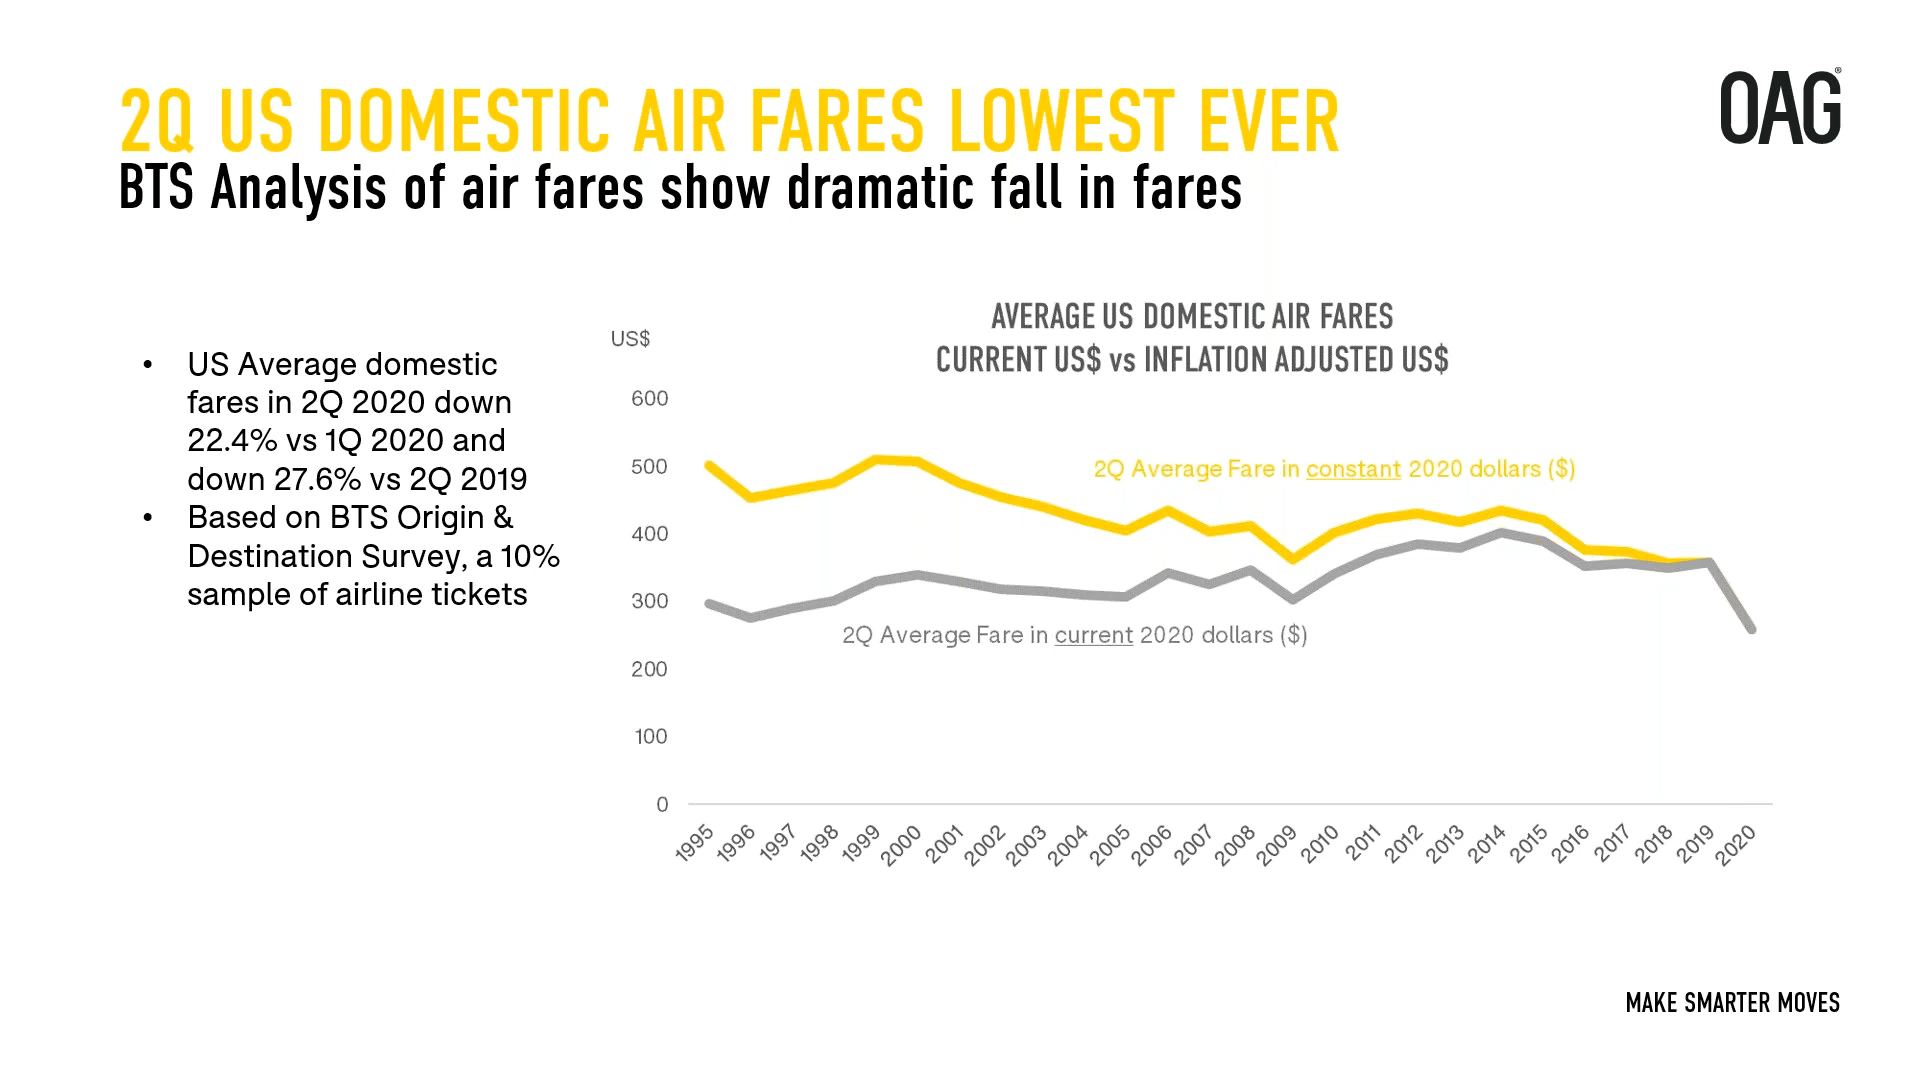 2Q US DOMESTIC AIR FARES LOWEST EVER
BTS Analysis of air fares show dramatic fall in fares
OAG®
• US Average domestic
fares in 2Q 2020 down
22.4% vs 1Q 2020 and
down 27.6% vs 2Q 2019
• Based on BTS Origin &
Destination Survey, a 10%
sample of airline tickets
AVERAGE US DOMESTIC AIR FARES
CURRENT US$ vs INFLATION ADJUSTED US$
US$
600
500
400
300
200
100
0
2Q Average Fare in constant 2020 dollars ($)
2Q Average Fare in current 2020 dollars ($)
1995 1996 1997 1998 1999 2000 2001 2002 2003 2004 2005 2006 2007 2008 2009 2010 2011 2012 2013 2014 2015 2016 2017 2018 2019 2020
MAKE SMARTER MOVES